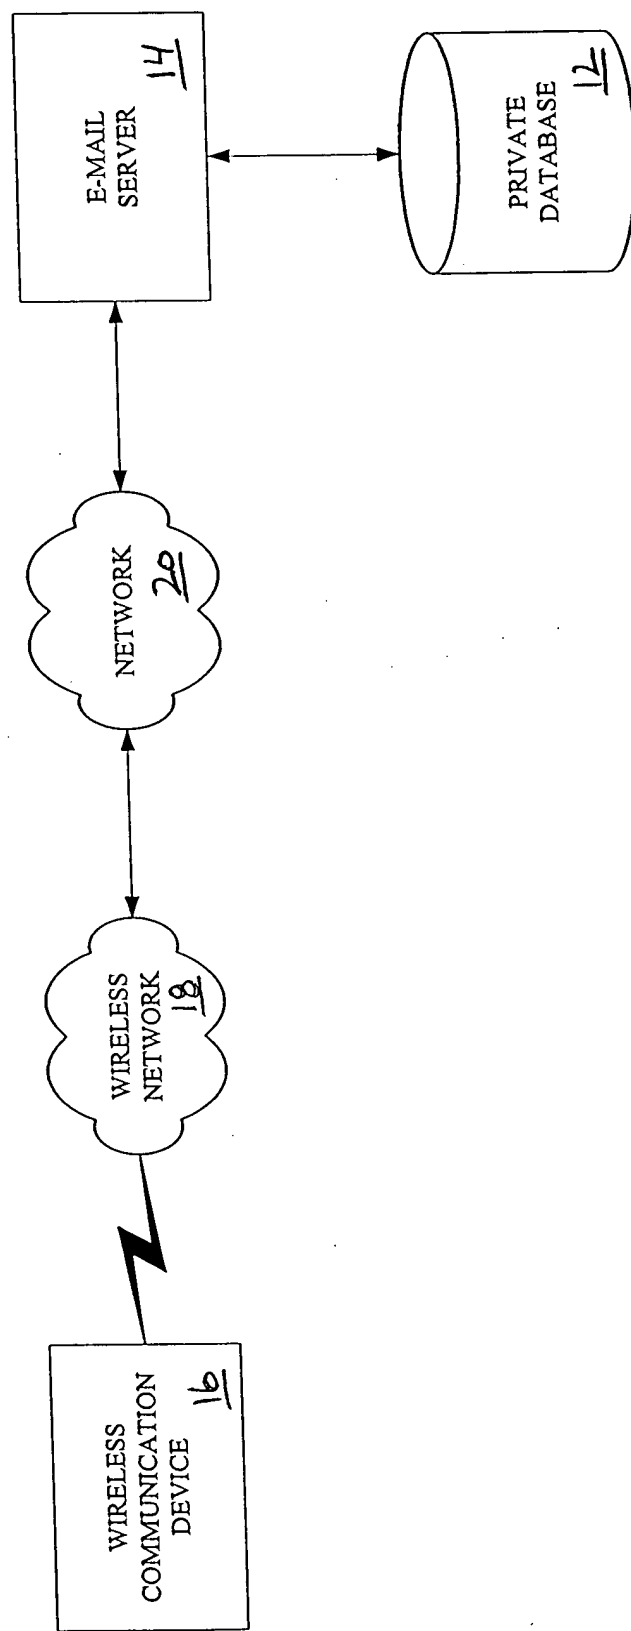 WIRELESS
COMMUNICATION
DEVICE
16
WIRELESS
NETWORK
18
NETWORK
20
E-MAIL
SERVER
14
PRIVATE
DATABASE
12